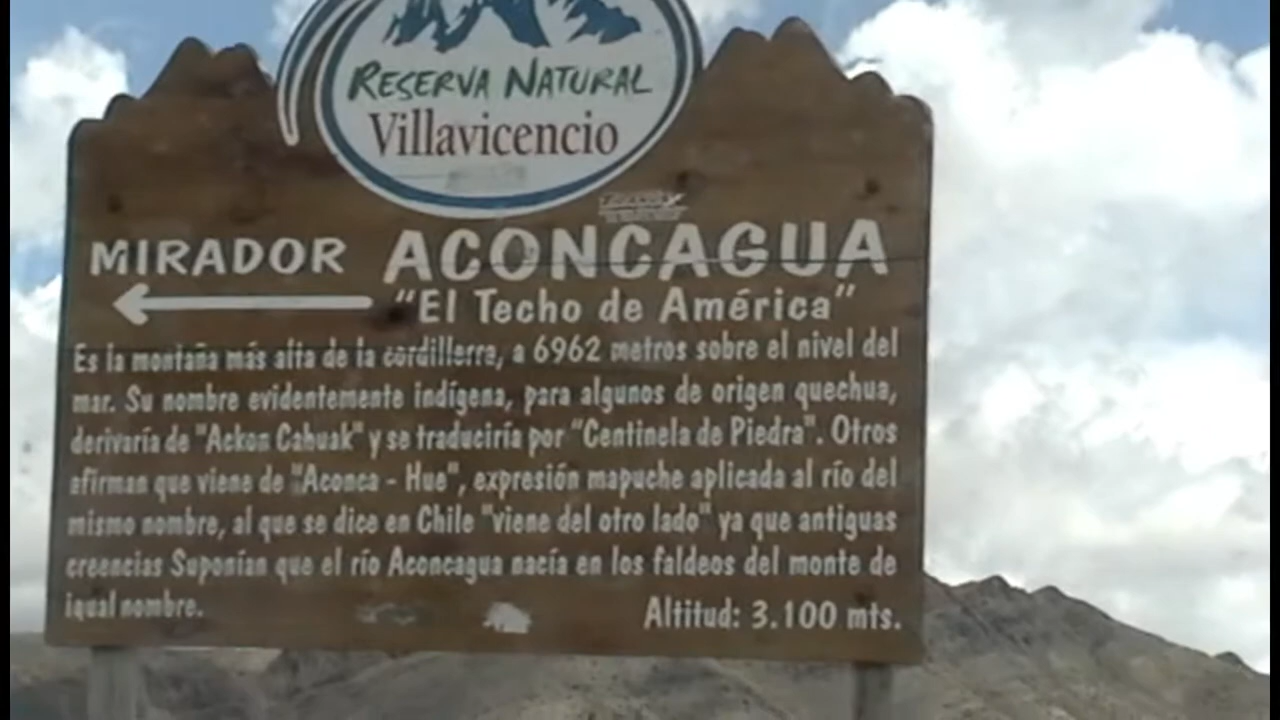 RESERVA NATURAL
Villavicencio
MIRADOR ACONCAGUA
"El Techo de América"
Es la montaña más alta de la cordillerra, a 6962 metros sobre el nivel del
mar. Su nombre evidentemente indígena, para algunos de origen quechua,
derivaría de "Ackon Cahuak" y se traduciría por "Centinela de Piedra". Otros
afirman que viene de "Aconca - Hue", expresión mapuche aplicada al río del
mismo nombre, al que se dice en Chile "viene del otro lado" ya que antiguas
creencias Suponían que el río Aconcagua nacía en los faldeos del monte de
igual nombre.
Altitud: 3.100 mts.